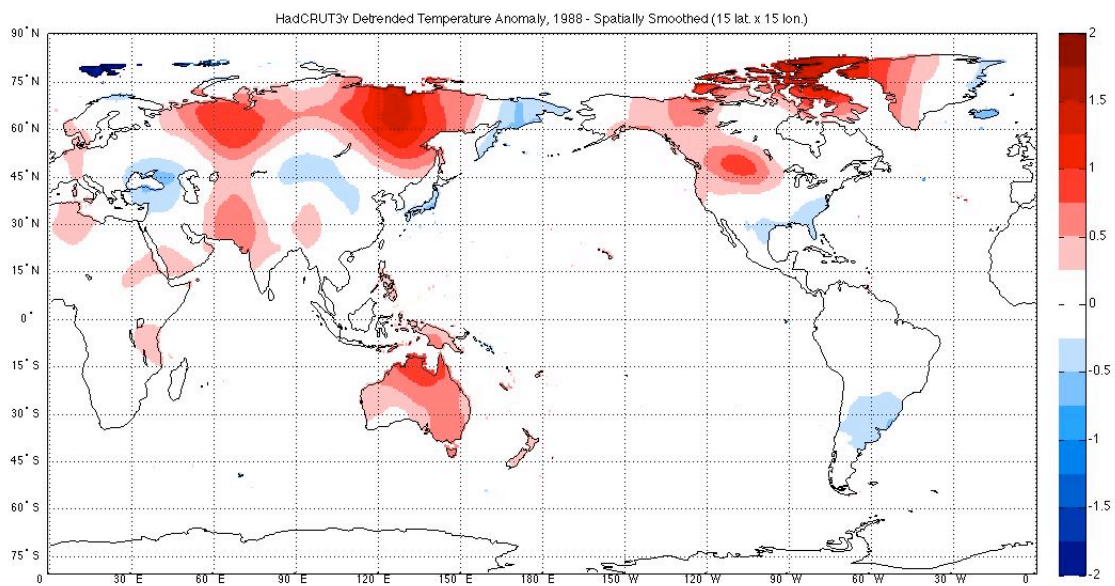 HadCRUT3v Detrended Temperature Anomaly, 1988 - Spatially Smoothed (15 lat. x 15 lon.)
90° N
75° N
60° N
45° N
30° N
15° N
0°
15° S
30° S
45° S
60° S
75° S
0 30 E 60 E 90 E 120 E 150 E 180 E 150 W 120 W 90 W 60 W 30 W 0
2
1.5
1
0.5
0
-0.5
-1
-1.5
-2